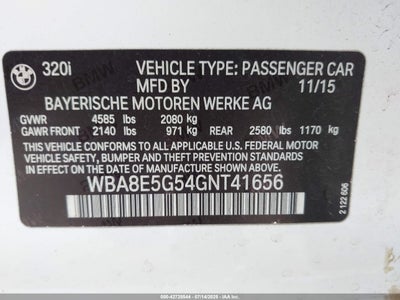 320i VEHICLE TYPE: PASSENGER CAR
MFD BY 11/15
BAYERISCHE MOTOREN WERKE AG
GVWR 4585 lbs 2080 kg
GAWR FRONT 2140 lbs 971 kg REAR 2580 lbs 1170 kg
THIS VEHICLE CONFORMS TO ALL APPLICABLE U.S. FEDERAL MOTOR
VEHICLE SAFETY, BUMPER, AND THEFT PREVENTION STANDARDS IN
EFFECT ON THE DATE OF MANUFACTURE SHOWN ABOVE.
WBA8E5G54GNT41656
2 122 606